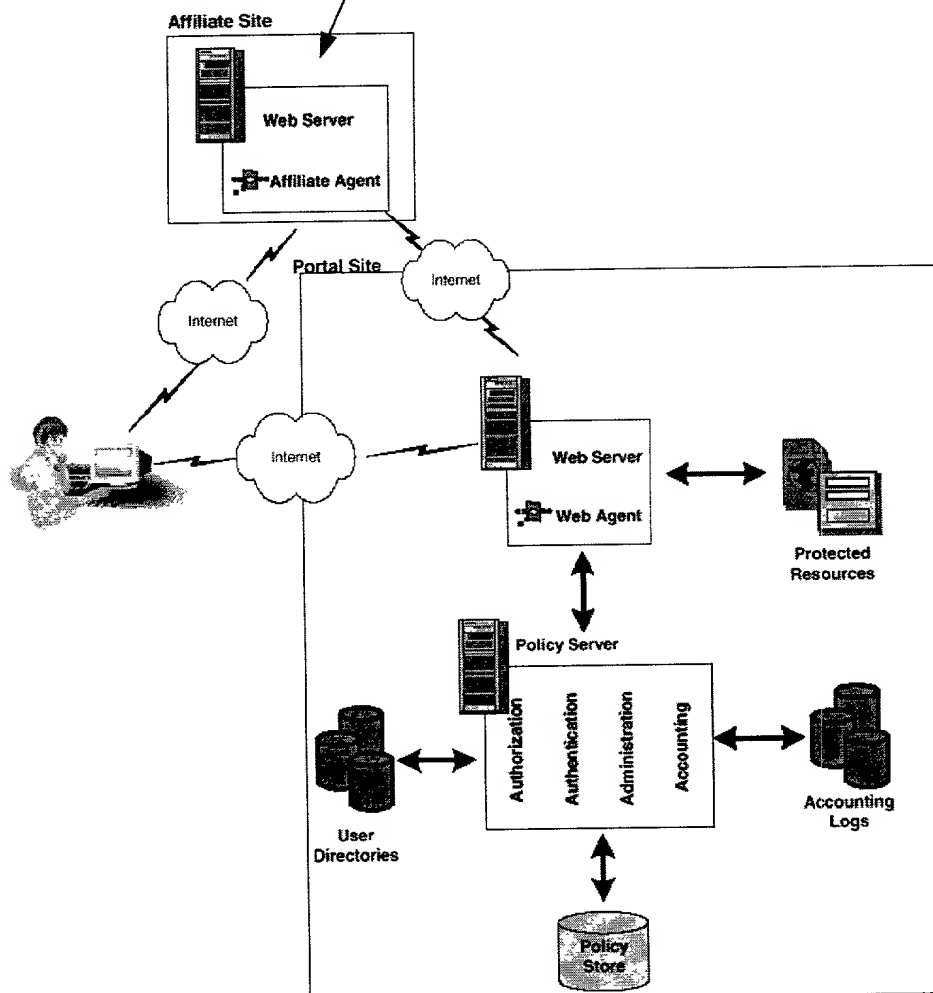 Affiliate Site
Web Server
Affiliate Agent
Portal Site
Internet
Internet
Internet
Web Server
Web Agent
Protected
Resources
Policy Server
Authorization
Authentication
Administration
Accounting
User
Directories
Accounting
Logs
Policy
Store